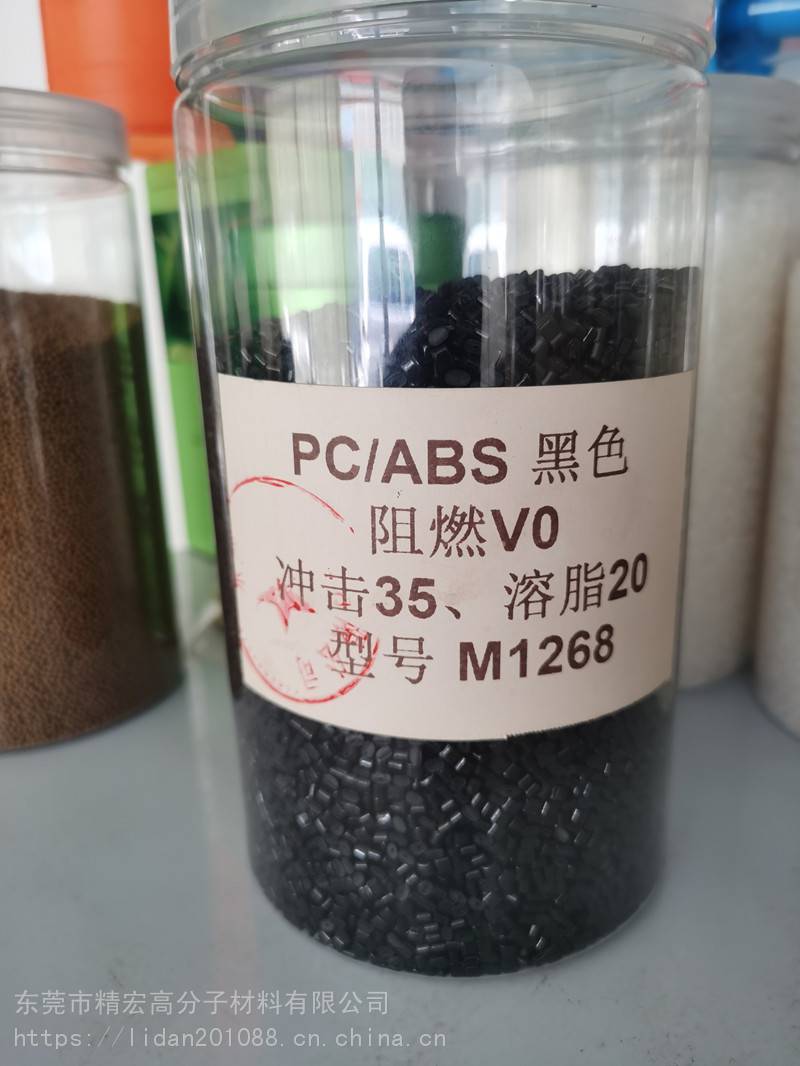 PC/ABS 黑色
阻燃V0
冲击35、溶脂20
型号 M1268
司
东莞市精宏高分子材料有限公司
https://lidan201088.cn.china.cn